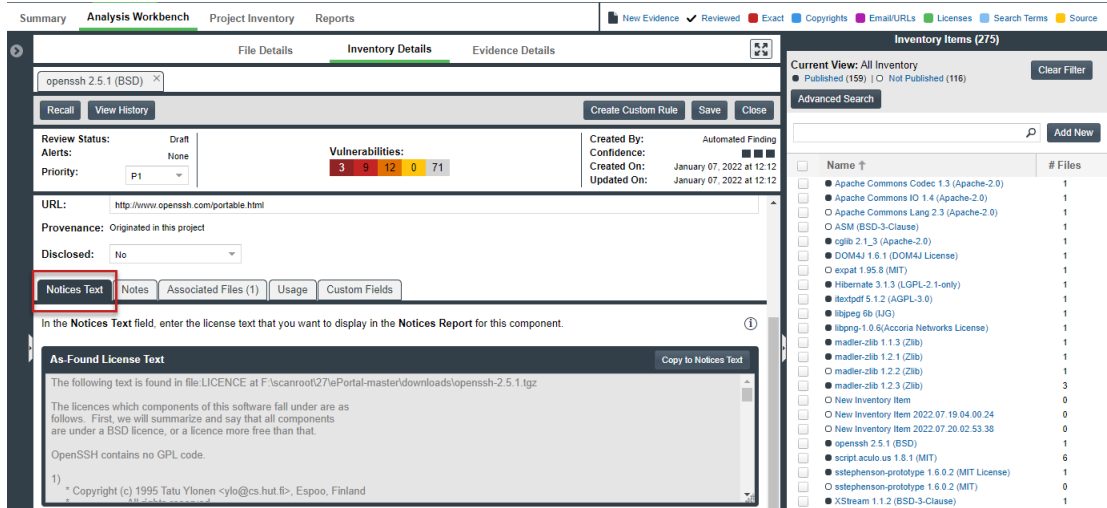 Summary Analysis Workbench Project Inventory Reports
New Evidence Reviewed Exact Copyrights Email/URLs Licenses Search Terms Source
File Details Inventory Details Evidence Details
openssh 2.5.1 (BSD) ×
Recall View History Create Custom Rule Save Close
Review Status: Draft
Alerts: None
Priority: P1
Vulnerabilities:
3 9 12 0 71
Created By: Automated Finding
Confidence:
Created On: January 07, 2022 at 12:12
Updated On: January 07, 2022 at 12:12
URL: http://www.openssh.com/portable.html
Provenance: Originated in this project
Disclosed: No
Notices Text Notes Associated Files (1) Usage Custom Fields
In the Notices Text field, enter the license text that you want to display in the Notices Report for this component.
As-Found License Text Copy to Notices Text
The following text is found in file:LICENCE at F:\scanroot\27\ePortal-master\downloads\openssh-2.5.1.tgz
The licences which components of this software fall under are as
follows. First, we will summarize and say that all components
are under a BSD licence, or a licence more free than that.
OpenSSH contains no GPL code.
1)
* Copyright (c) 1995 Tatu Ylonen <ylo@cs.hut.fi>, Espoo, Finland
* All rights reserved
Inventory Items (275)
Current View: All Inventory
Published (159) | Not Published (116)
Clear Filter
Advanced Search
Add New
Name ↑ # Files
Apache Commons Codec 1.3 (Apache-2.0) 1
Apache Commons IO 1.4 (Apache-2.0) 1
Apache Commons Lang 2.3 (Apache-2.0) 1
ASM (BSD-3-Clause) 1
cglib 2.1_3 (Apache-2.0) 1
DOM4J 1.6.1 (DOM4J License) 1
expat 1.95.8 (MIT) 1
Hibernate 3.1.3 (LGPL-2.1-only) 1
itextpdf 5.1.2 (AGPL-3.0) 1
libjpeg 6b (IJG) 1
libpng-1.0.6(Accoria Networks License) 1
madler-zlib 1.1.3 (Zlib) 1
madler-zlib 1.2.1 (Zlib) 1
madler-zlib 1.2.2 (Zlib) 1
madler-zlib 1.2.3 (Zlib) 3
New Inventory Item 0
New Inventory Item 2022.07.19.04.00.24 0
New Inventory Item 2022.07.20.02.53.38 0
openssh 2.5.1 (BSD) 1
script.aculo.us 1.8.1 (MIT) 6
sstephenson-prototype 1.6.0.2 (MIT License) 1
sstephenson-prototype 1.6.0.2 (MIT) 0
XStream 1.1.2 (BSD-3-Clause) 1